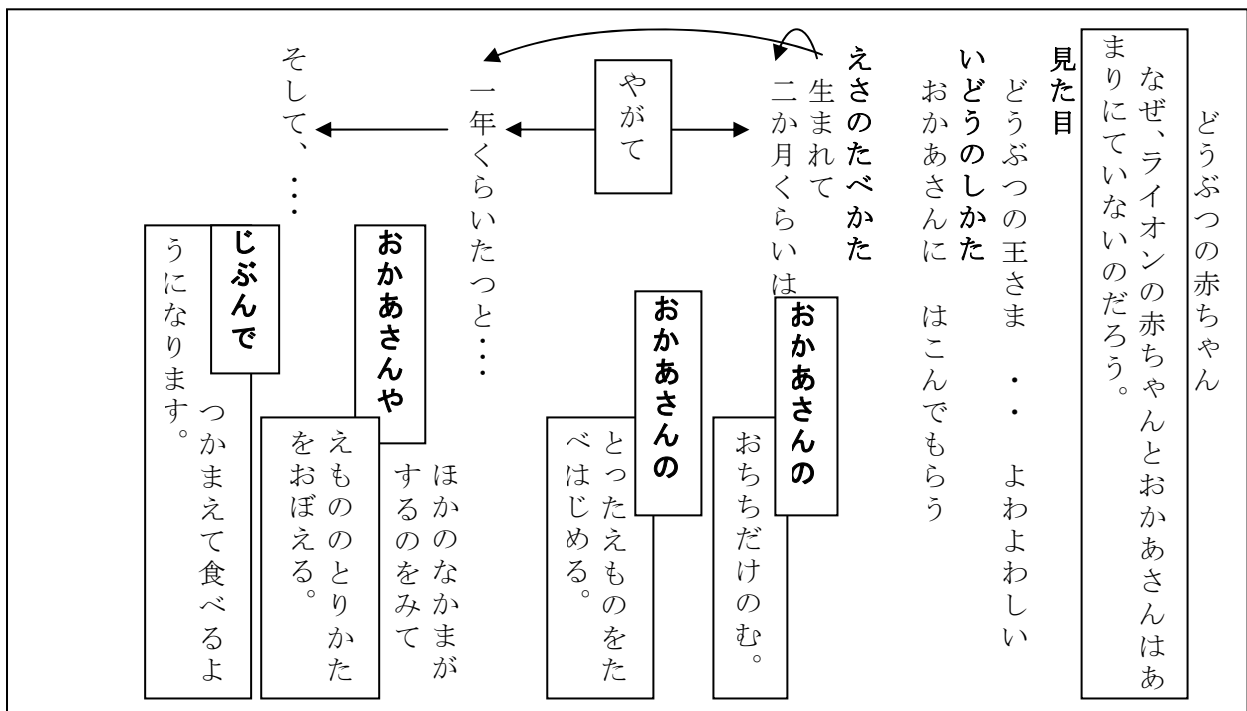 どうぶつの赤ちゃん
なぜ、ライオンの赤ちゃんとおかあさんはあ
まりにていないのだろう。
見た目
どうぶつの王さま ・・ よわよわしい
いどうのしかた
おかあさんに はこんでもらう
えさのたべかた
生まれて
二か月くらいは
おかあさんの
おちちだけのむ。
やがて
おかあさんの
とったえものをた
べはじめる。
一年くらいたつと・・・
おかあさんや
ほかのなかまが
するのをみて
えもののとりかた
をおぼえる。
そして、・・・
じぶんで
つかまえて食べるよ
うになります。